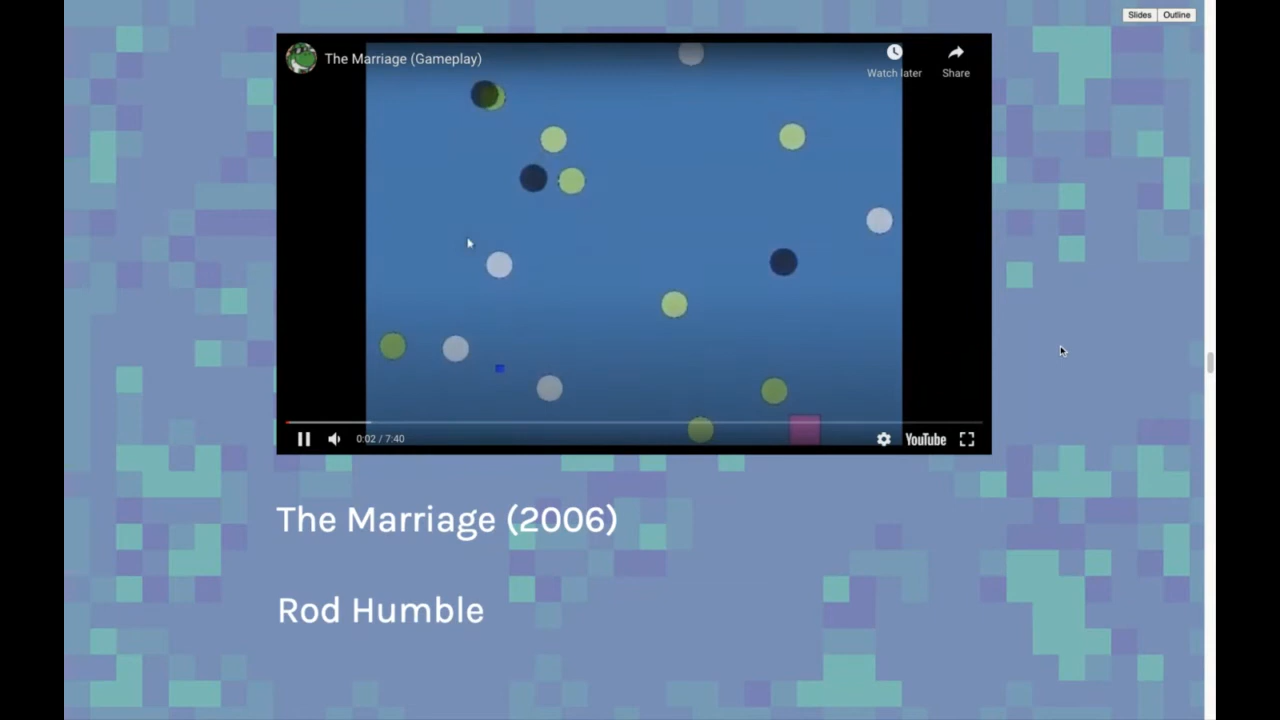 Slides Outline
The Marriage (Gameplay)
Watch later Share
0:02 / 7:40
YouTube
The Marriage (2006)
Rod Humble